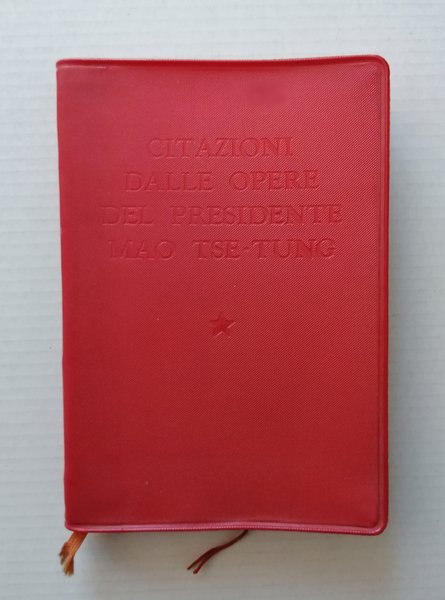 CITAZIONI
DALLE OPERE
DEL PRESIDENTE
MAO TSE-TUNG